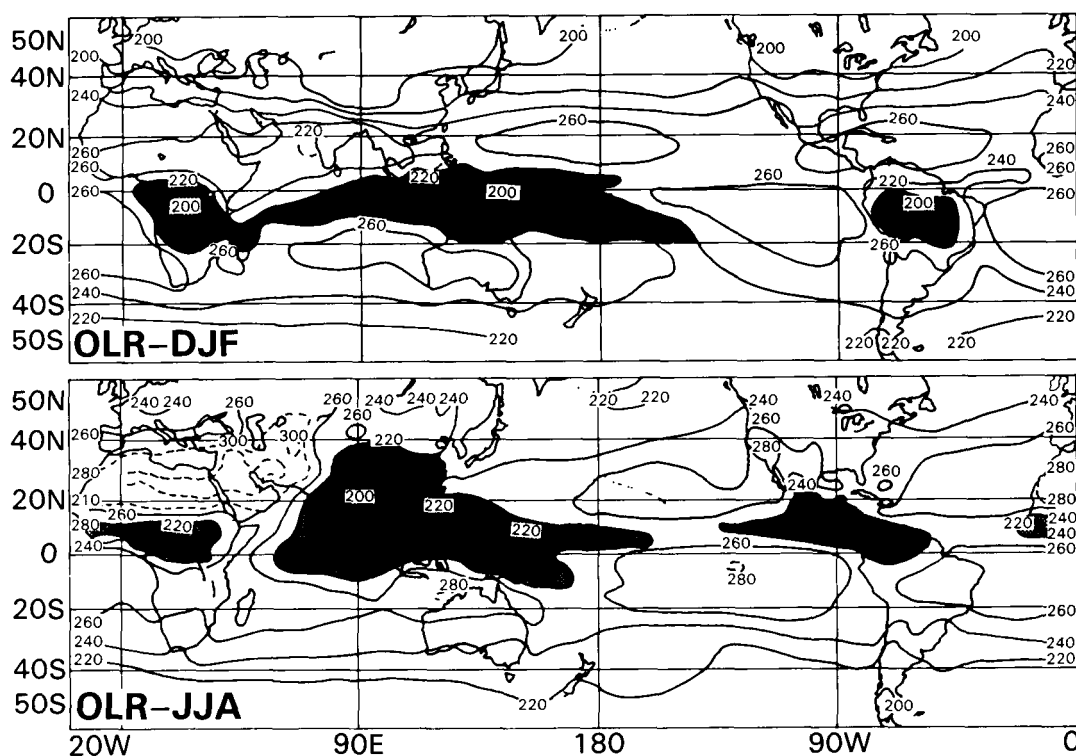 50N 200 200 200 220
40N 200 240
240 220 260
20N 260 260
260 220 220 240
0 260 200 200 260 220 200 260
20S 260 260 260
260 260
40S 240 240
220 220 220
50S OLR–DJF 220 220
50N 240 240 260 260 220 220 240 240 240
40N 260 300 300 260 220 260 260
280 280 280
20N 210 200 220 260 240 280
260 220 220 240
280 220 240
0 240 260 260
280 280
20S
260 260
240 240
40S 220 220
50S OLR–JJA 220 200
20W 90E 180 90W 0